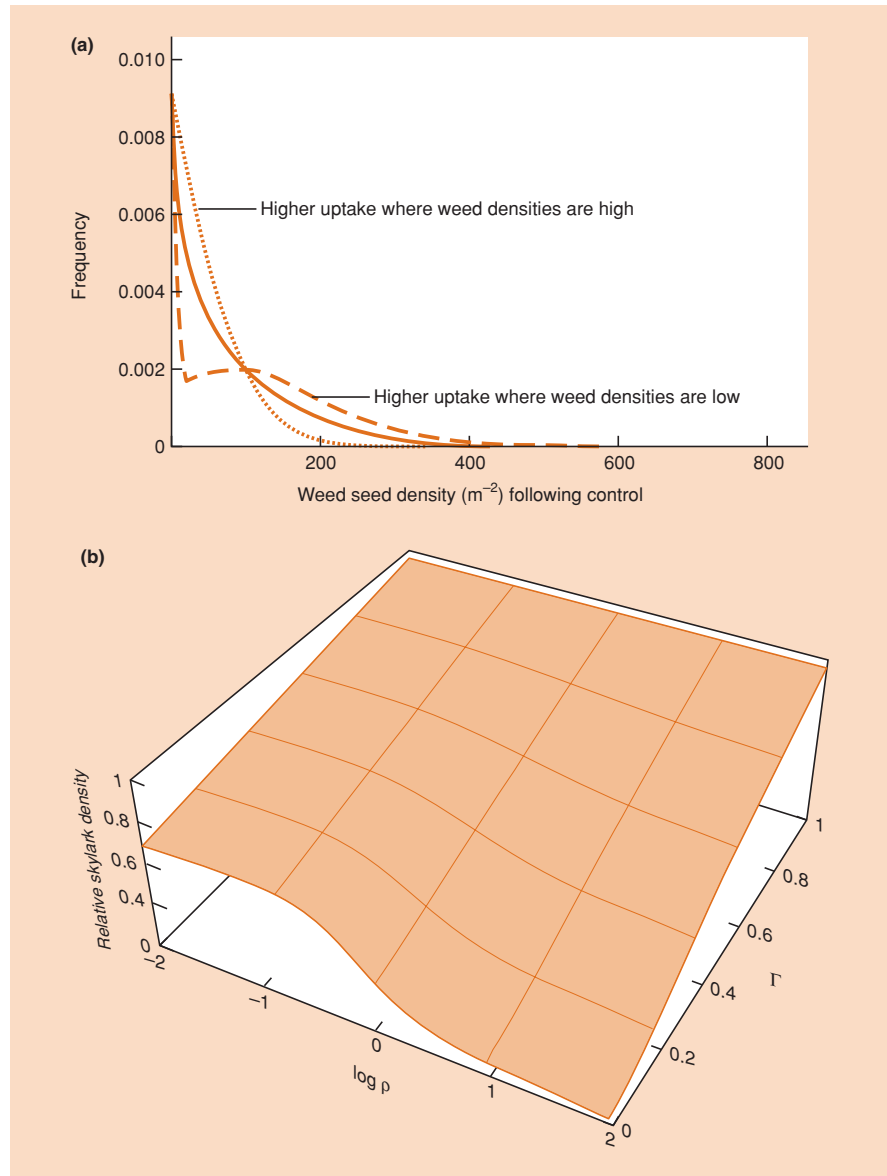 (a)
0.010
0.008
0.006
0.004
0.002
0
Frequency
Higher uptake where weed densities are high
Higher uptake where weed densities are low
200
400
600
800
Weed seed density (m⁻²) following control
(b)
Relative skylark density
1
0.8
0.6
0.4
0
–2
–1
0
1
2
log ρ
0
0.2
0.4
0.6
0.8
1
Γ